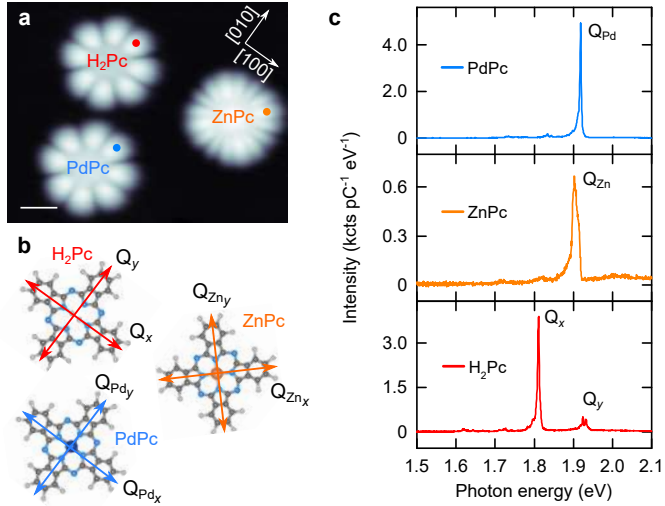 a
H₂Pc
[010]
[100]
ZnPc
PdPc
b
H₂Pc
Qy
Qx
QZny
ZnPc
QZnx
QPdy
PdPc
QPdx
c
Intensity (kcts pC⁻¹ eV⁻¹)
4.0
2.0
0
QPd
PdPc
0.6
0.3
0.0
QZn
ZnPc
3.0
1.5
0
Qx
H₂Pc
Qy
1.5 1.6 1.7 1.8 1.9 2.0 2.1
Photon energy (eV)